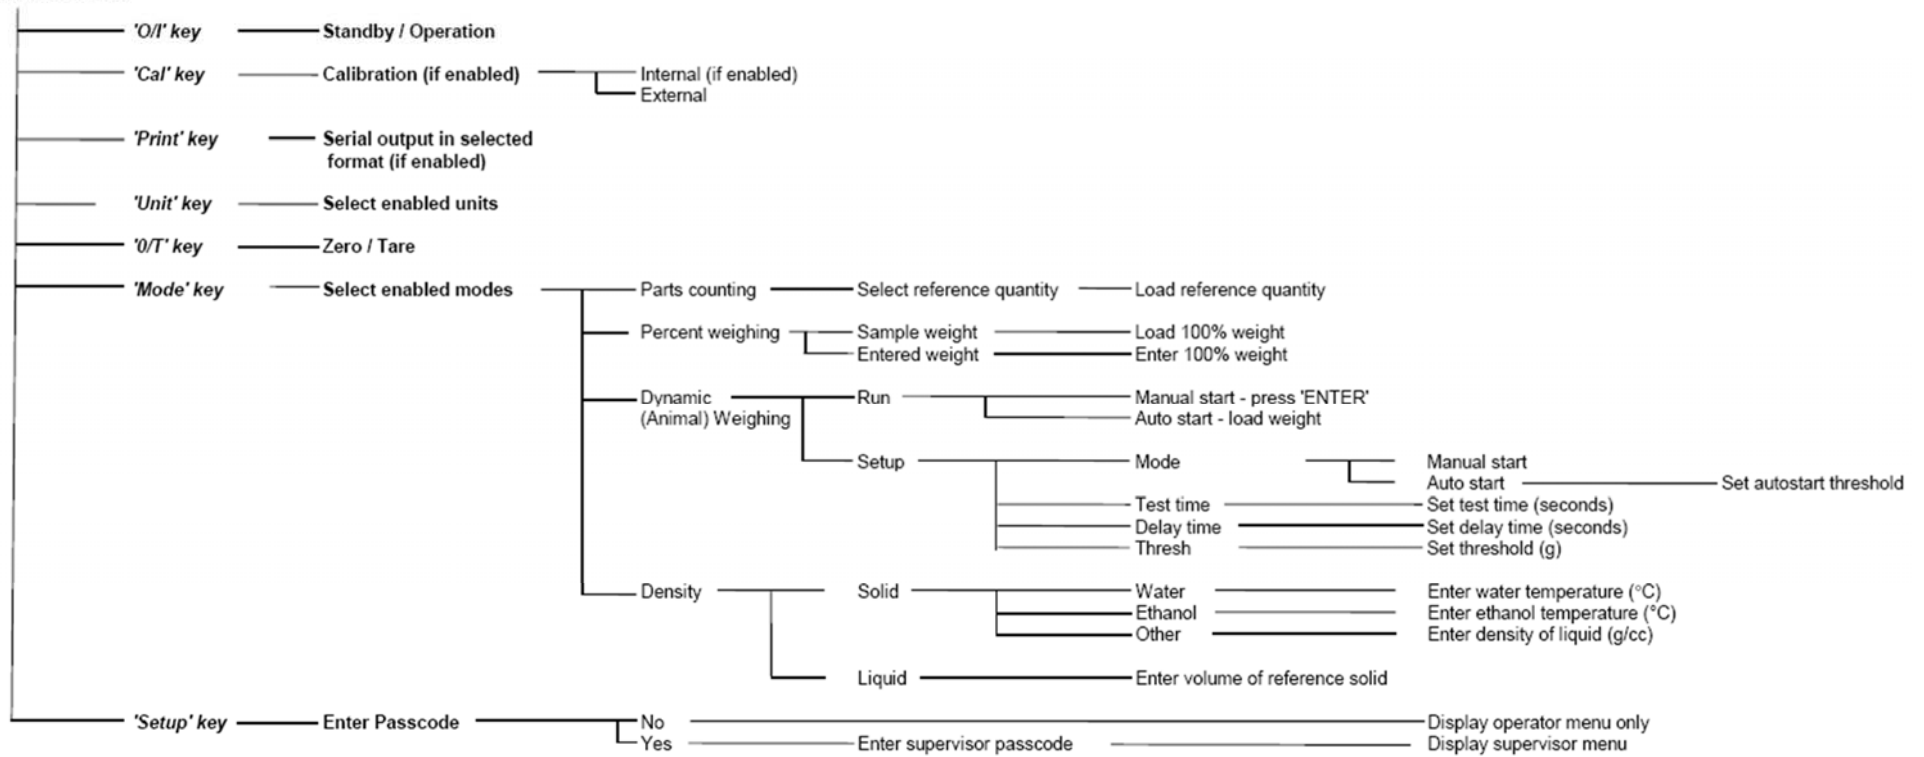 'O/I' key Standby / Operation
'Cal' key Calibration (if enabled) Internal (if enabled)
External
'Print' key Serial output in selected
format (if enabled)
'Unit' key Select enabled units
'0/T' key Zero / Tare
'Mode' key Select enabled modes Parts counting Select reference quantity Load reference quantity
Percent weighing Sample weight Load 100% weight
Entered weight Enter 100% weight
Dynamic Run Manual start - press 'ENTER'
(Animal) Weighing Auto start - load weight
Setup Mode Manual start
Auto start Set autostart threshold
Test time Set test time (seconds)
Delay time Set delay time (seconds)
Thresh Set threshold (g)
Density Solid Water Enter water temperature (°C)
Ethanol Enter ethanol temperature (°C)
Other Enter density of liquid (g/cc)
Liquid Enter volume of reference solid
'Setup' key Enter Passcode No Display operator menu only
Yes Enter supervisor passcode Display supervisor menu